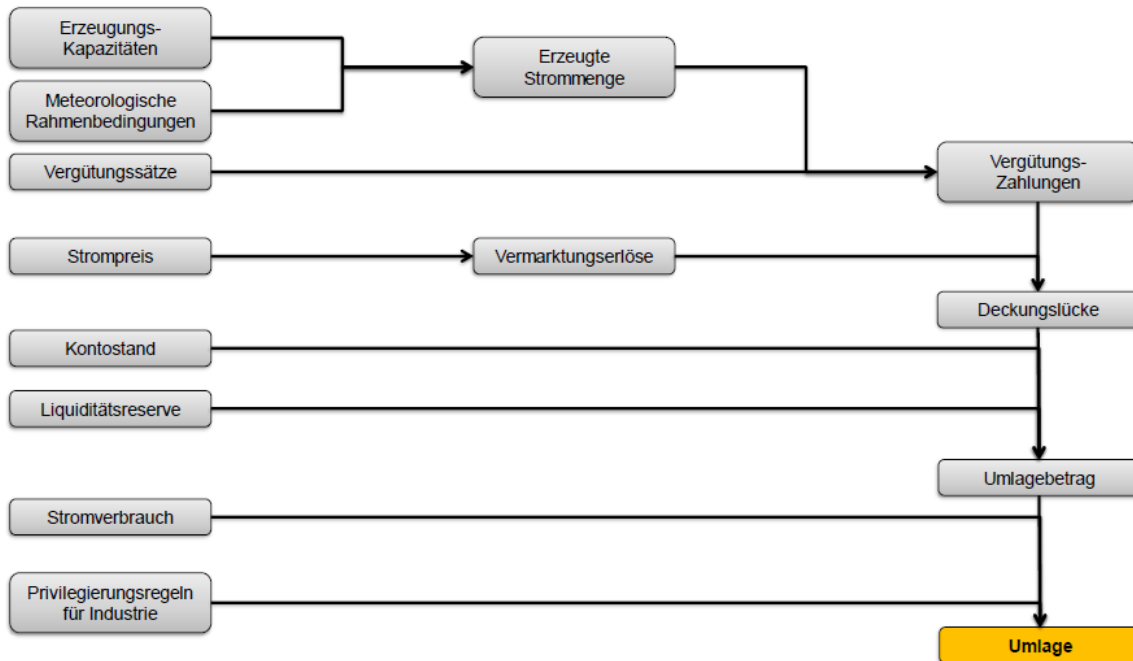 Erzeugungs-
Kapazitäten
Erzeugte
Strommenge
Meteorologische
Rahmenbedingungen
Vergütungssätze
Vergütungs-
Zahlungen
Strompreis
Vermarktungserlöse
Deckungslücke
Kontostand
Liquiditätsreserve
Umlagebetrag
Stromverbrauch
Privilegierungsregeln
für Industrie
Umlage